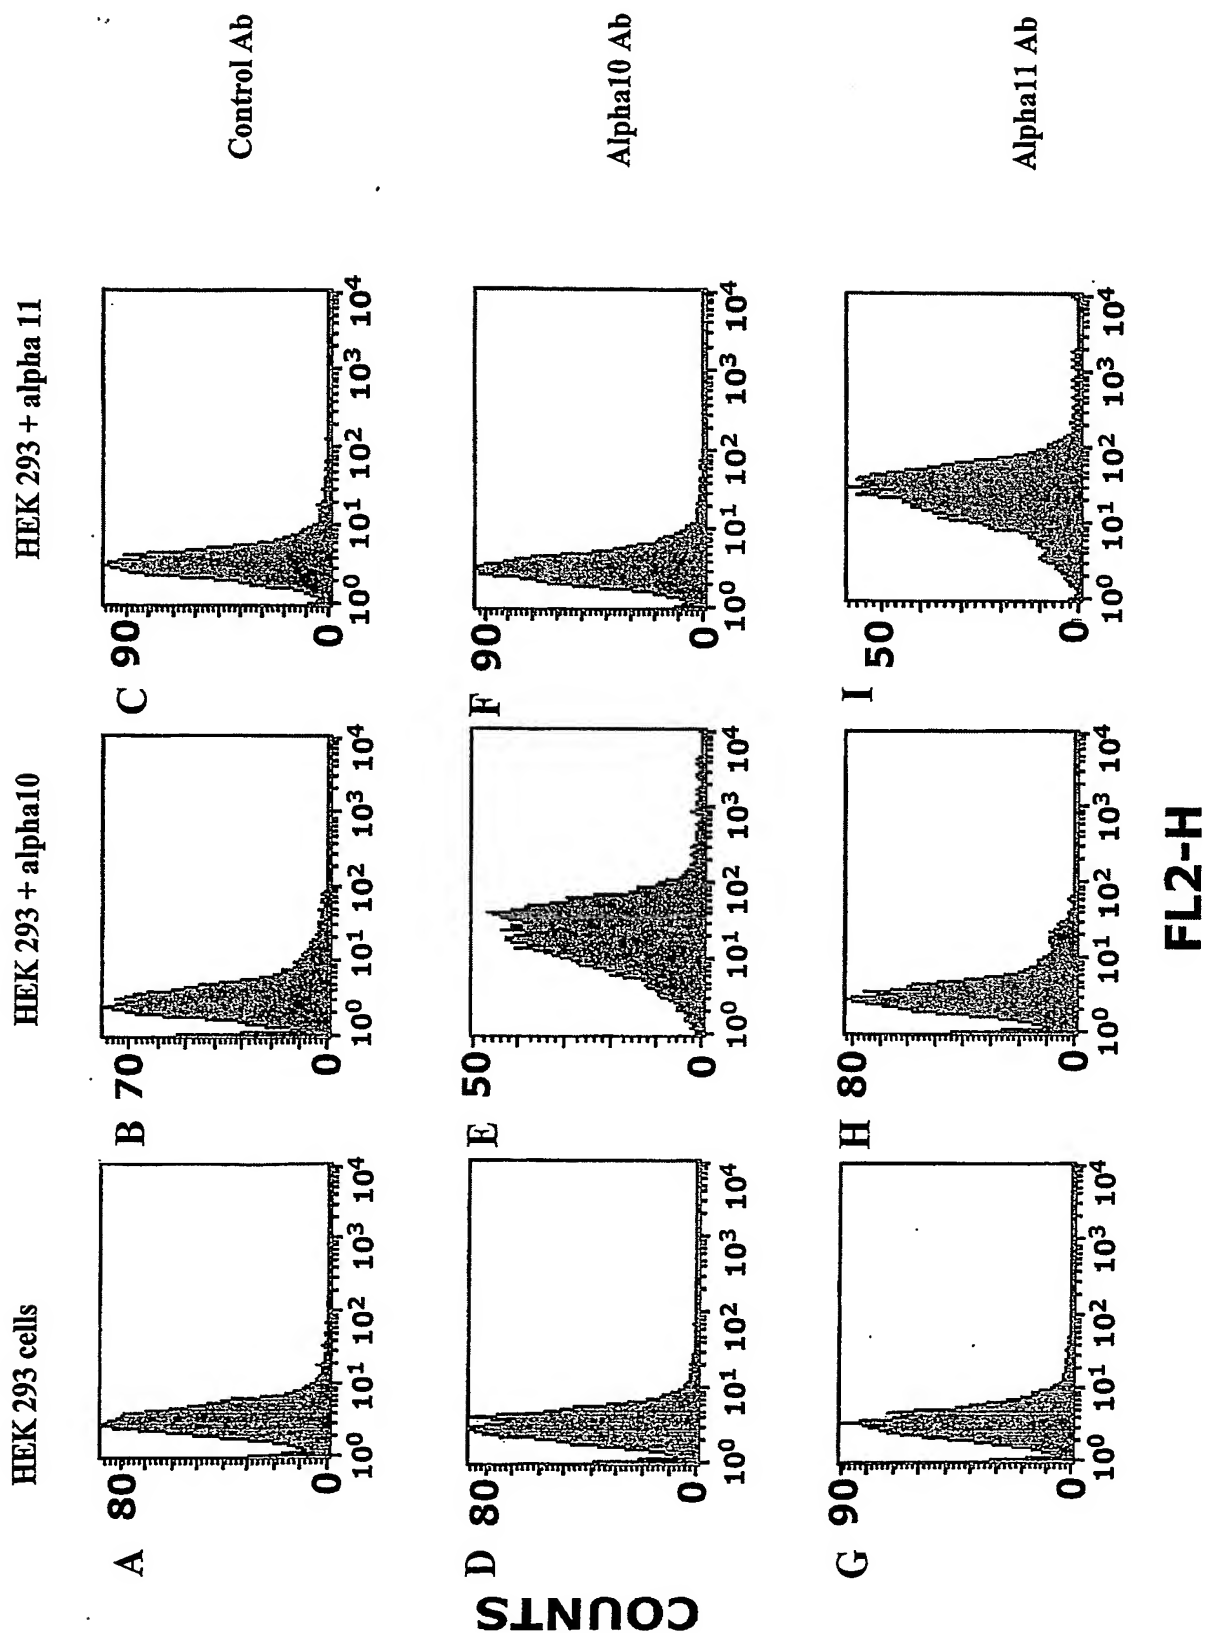 HEK 293 cells
HEK 293 + alpha10
HEK 293 + alpha 11
A
80
0
10⁰ 10¹ 10² 10³ 10⁴
B
70
0
10⁰ 10¹ 10² 10³ 10⁴
C
90
0
10⁰ 10¹ 10² 10³ 10⁴
Control Ab
COUNTS
D
80
0
10⁰ 10¹ 10² 10³ 10⁴
E
50
0
10⁰ 10¹ 10² 10³ 10⁴
F
90
0
10⁰ 10¹ 10² 10³ 10⁴
Alpha10 Ab
G
90
0
10⁰ 10¹ 10² 10³ 10⁴
H
80
0
10⁰ 10¹ 10² 10³ 10⁴
I
50
0
10⁰ 10¹ 10² 10³ 10⁴
Alpha11 Ab
FL2-H